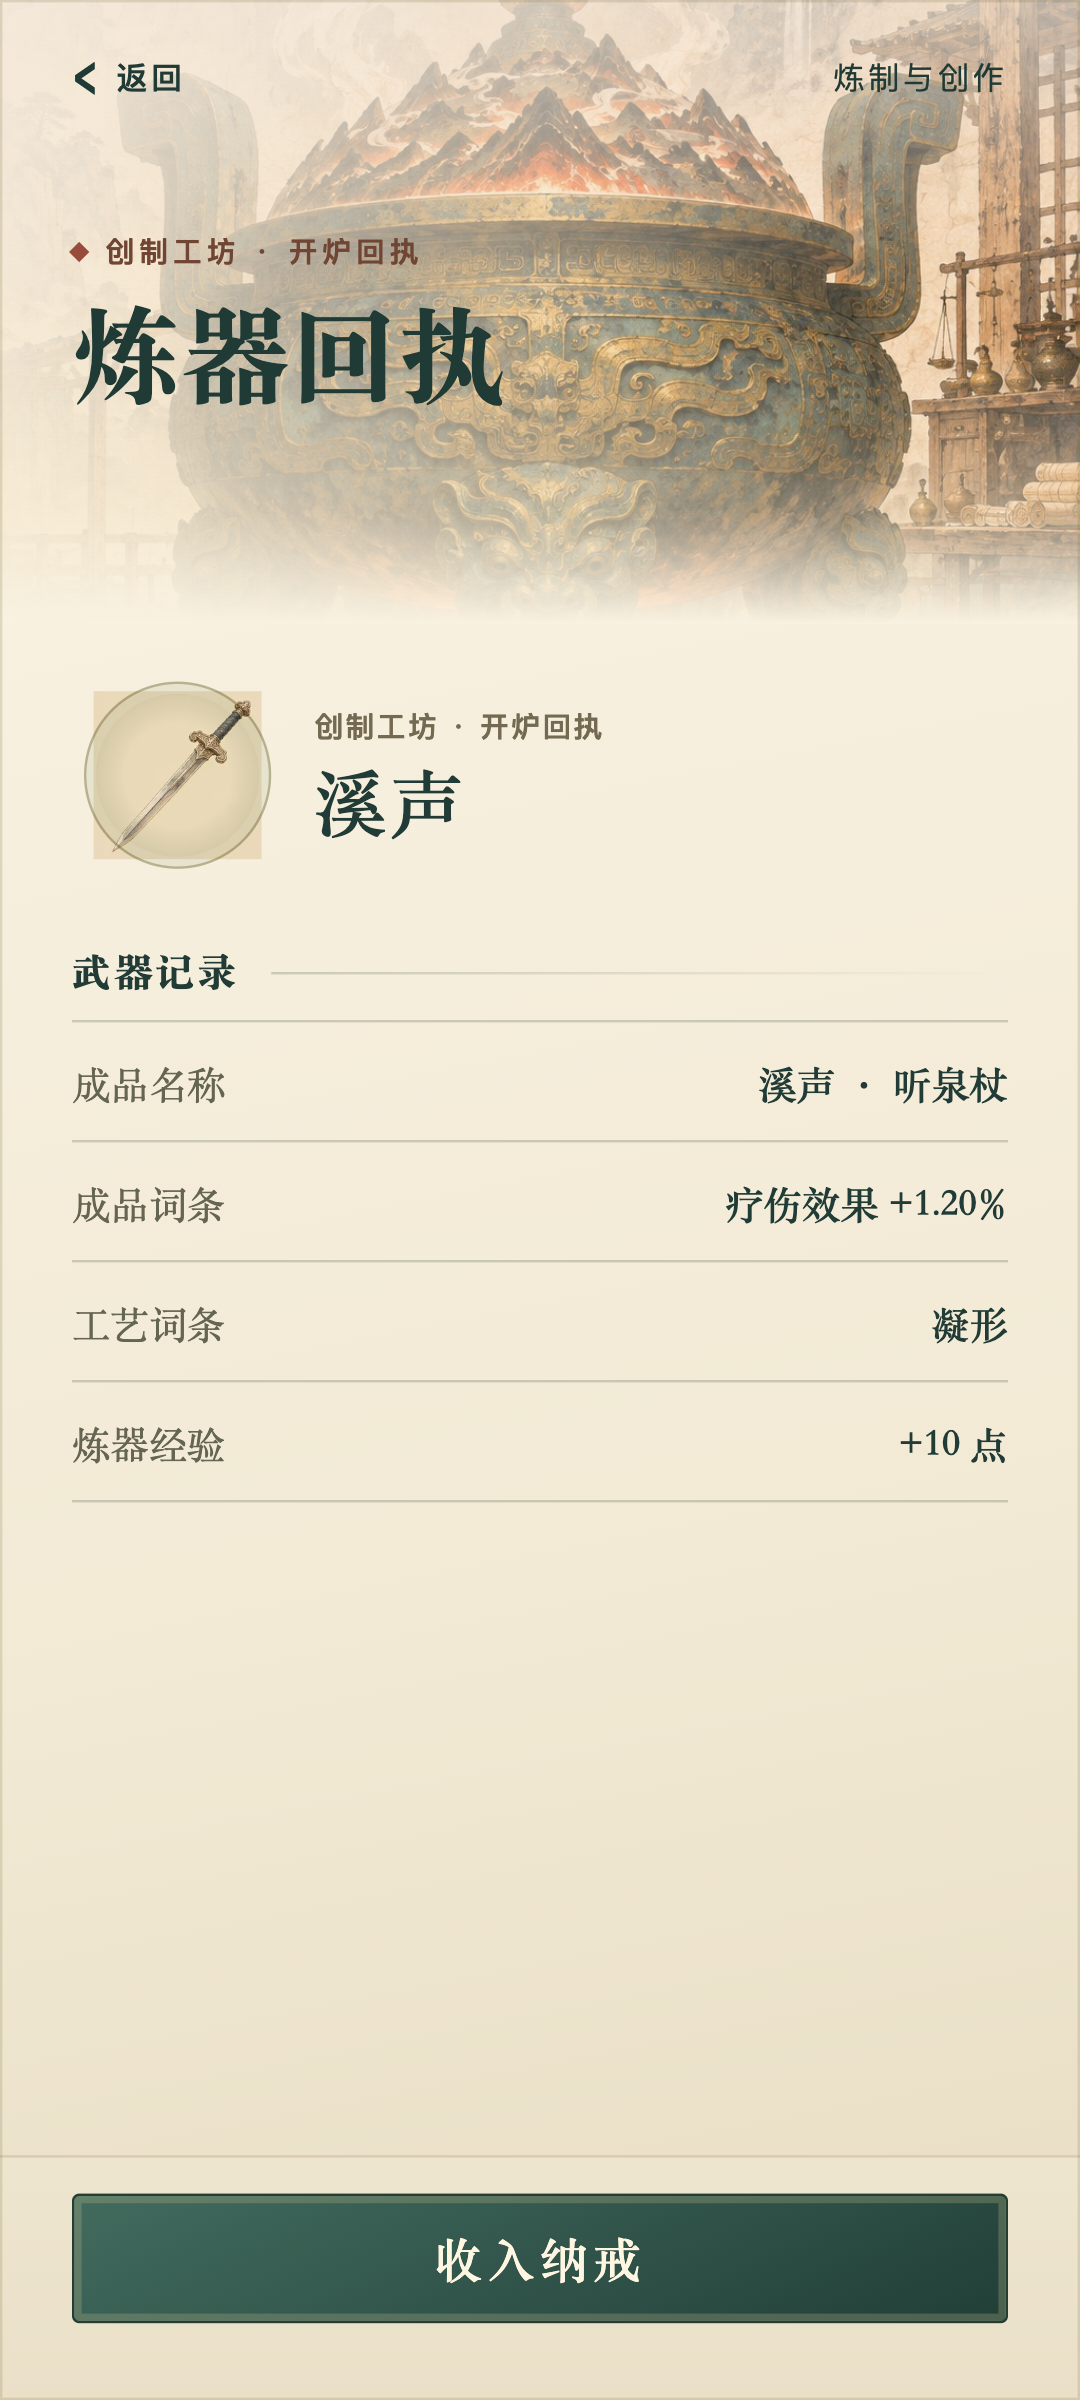 返回
炼制与创作
创制工坊 · 开炉回执
炼器回执
创制工坊 · 开炉回执
溪声
武器记录
成品名称 溪声 · 听泉杖
成品词条 疗伤效果 +1.20%
工艺词条 凝形
炼器经验 +10 点
收入纳戒